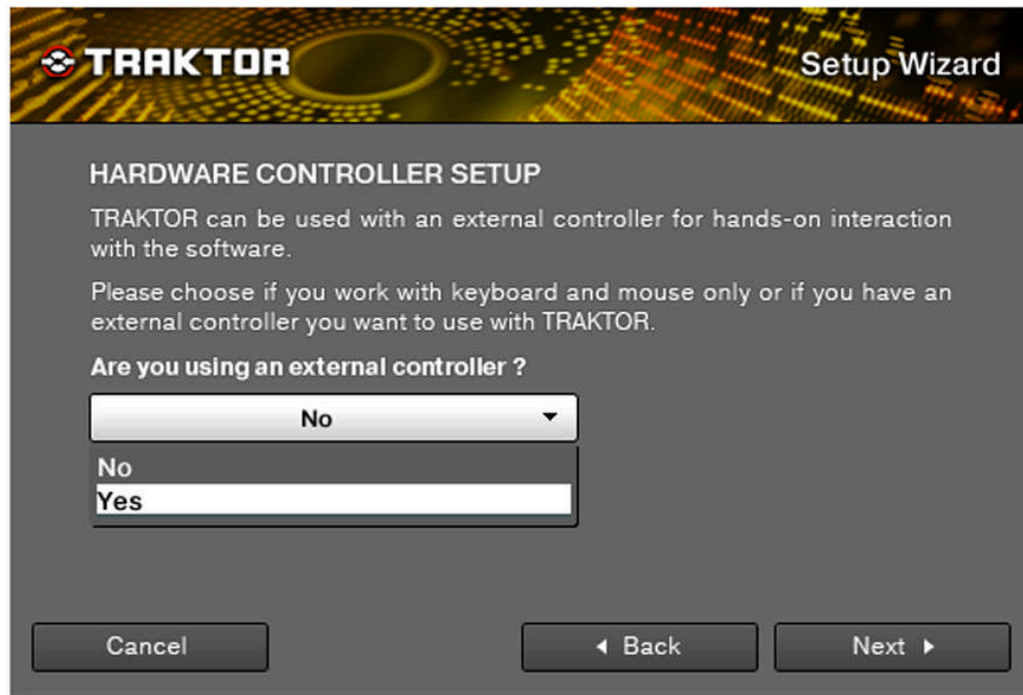 TRAKTOR
Setup Wizard
HARDWARE CONTROLLER SETUP
TRAKTOR can be used with an external controller for hands-on interaction
with the software.
Please choose if you work with keyboard and mouse only or if you have an
external controller you want to use with TRAKTOR.
Are you using an external controller ?
No
No
Yes
Cancel
Back
Next